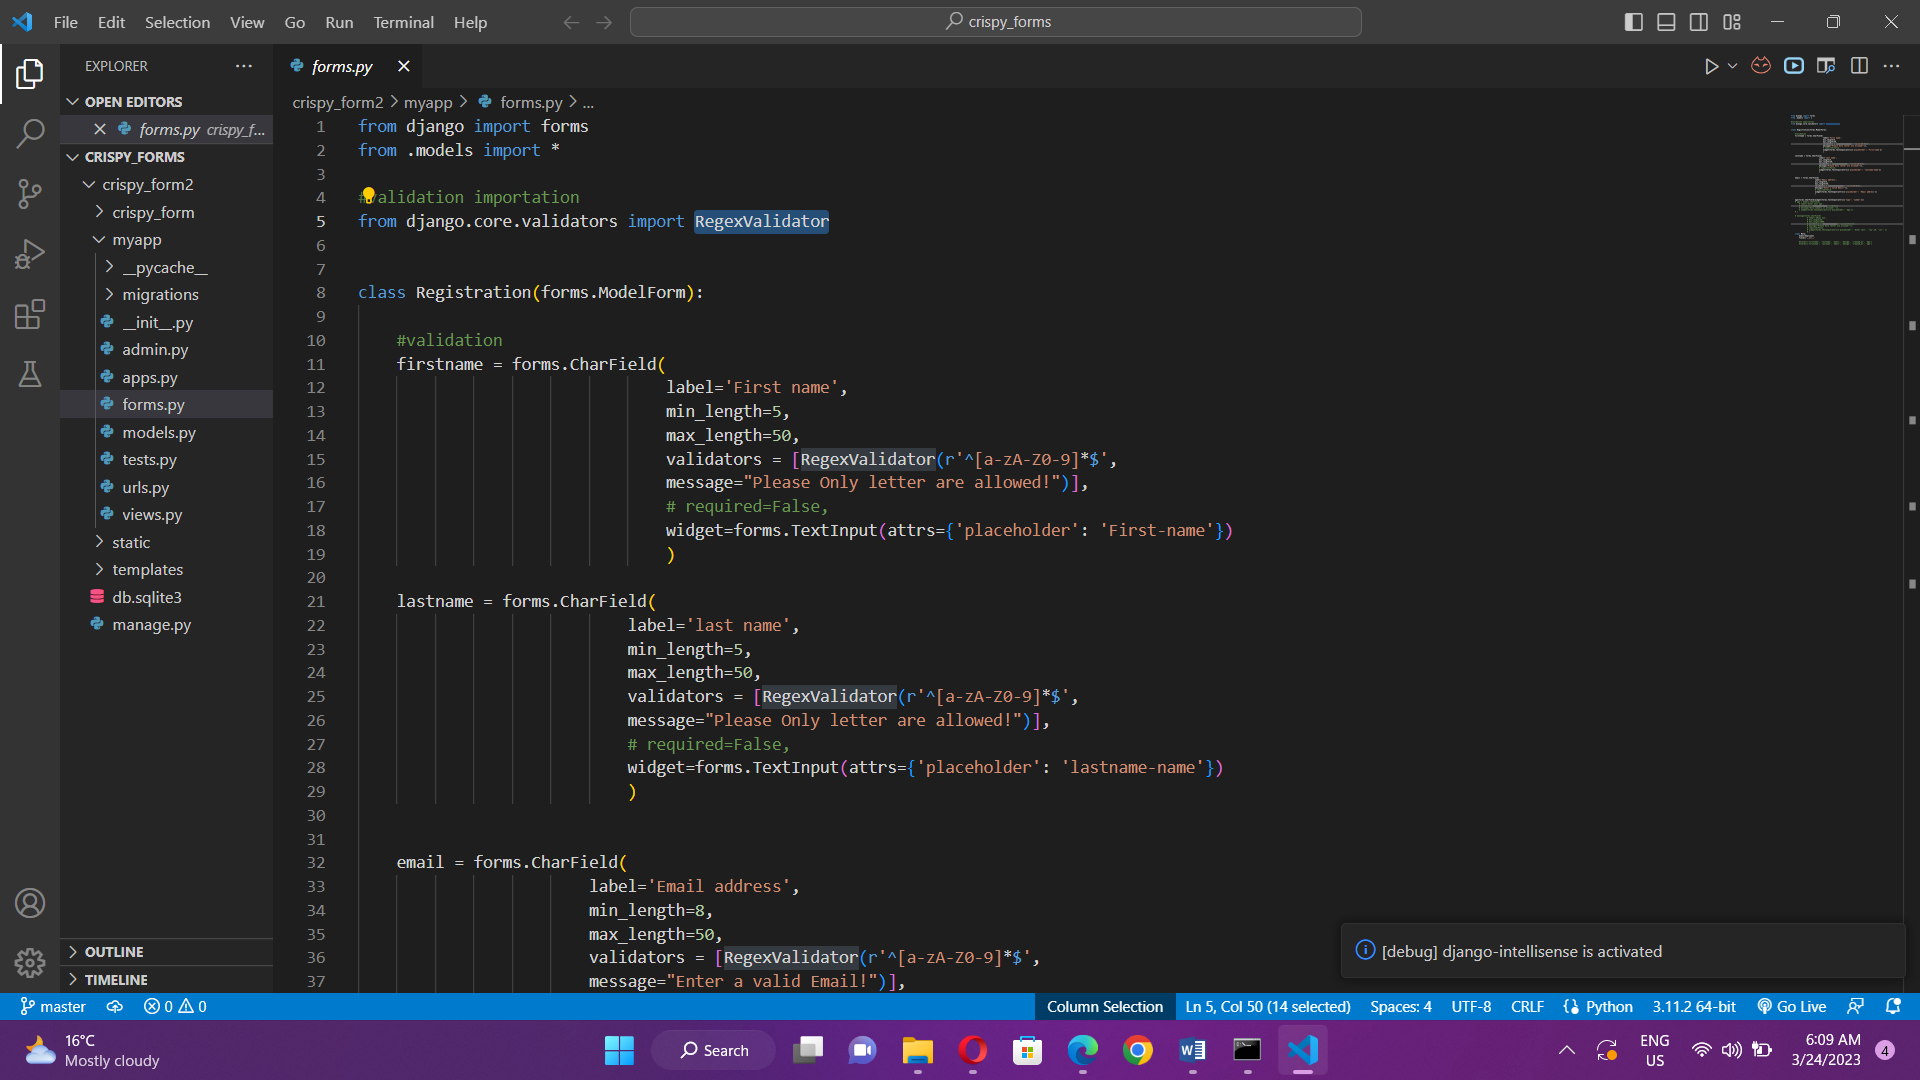 File Edit Selection View Go Run Terminal Help
crispy_forms
EXPLORER
OPEN EDITORS
forms.py crispy_f...
CRISPY_FORMS
crispy_form2
crispy_form
myapp
__pycache__
migrations
__init__.py
admin.py
apps.py
forms.py
models.py
tests.py
urls.py
views.py
static
templates
db.sqlite3
manage.py
OUTLINE
TIMELINE
forms.py
crispy_form2 > myapp > forms.py > ...
1 from django import forms
2 from .models import *
3
4 #validation importation
5 from django.core.validators import RegexValidator
6
7
8 class Registration(forms.ModelForm):
9
10 #validation
11 firstname = forms.CharField(
12 label='First name',
13 min_length=5,
14 max_length=50,
15 validators = [RegexValidator(r'^[a-zA-Z0-9]*$',
16 message="Please Only letter are allowed!")],
17 # required=False,
18 widget=forms.TextInput(attrs={'placeholder': 'First-name'})
19 )
20
21 lastname = forms.CharField(
22 label='last name',
23 min_length=5,
24 max_length=50,
25 validators = [RegexValidator(r'^[a-zA-Z0-9]*$',
26 message="Please Only letter are allowed!")],
27 # required=False,
28 widget=forms.TextInput(attrs={'placeholder': 'lastname-name'})
29 )
30
31
32 email = forms.CharField(
33 label='Email address',
34 min_length=8,
35 max_length=50,
36 validators = [RegexValidator(r'^[a-zA-Z0-9]*$',
37 message="Enter a valid Email!")],
[debug] django-intellisense is activated
master 0 0 Column Selection Ln 5, Col 50 (14 selected) Spaces: 4 UTF-8 CRLF Python 3.11.2 64-bit Go Live
16°C
Mostly cloudy
Search
ENG
US
6:09 AM
3/24/2023
4